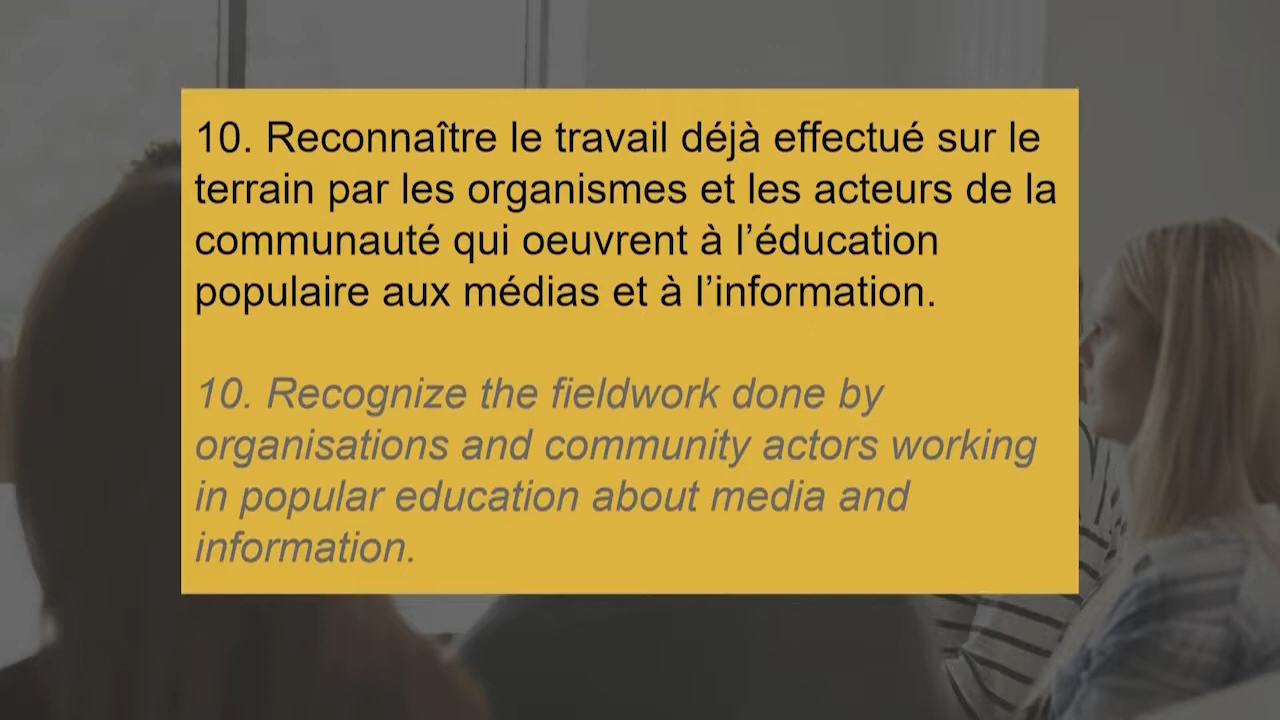 10. Reconnaître le travail déjà effectué sur le
terrain par les organismes et les acteurs de la
communauté qui oeuvrent à l’éducation
populaire aux médias et à l’information.
10. Recognize the fieldwork done by
organisations and community actors working
in popular education about media and
information.